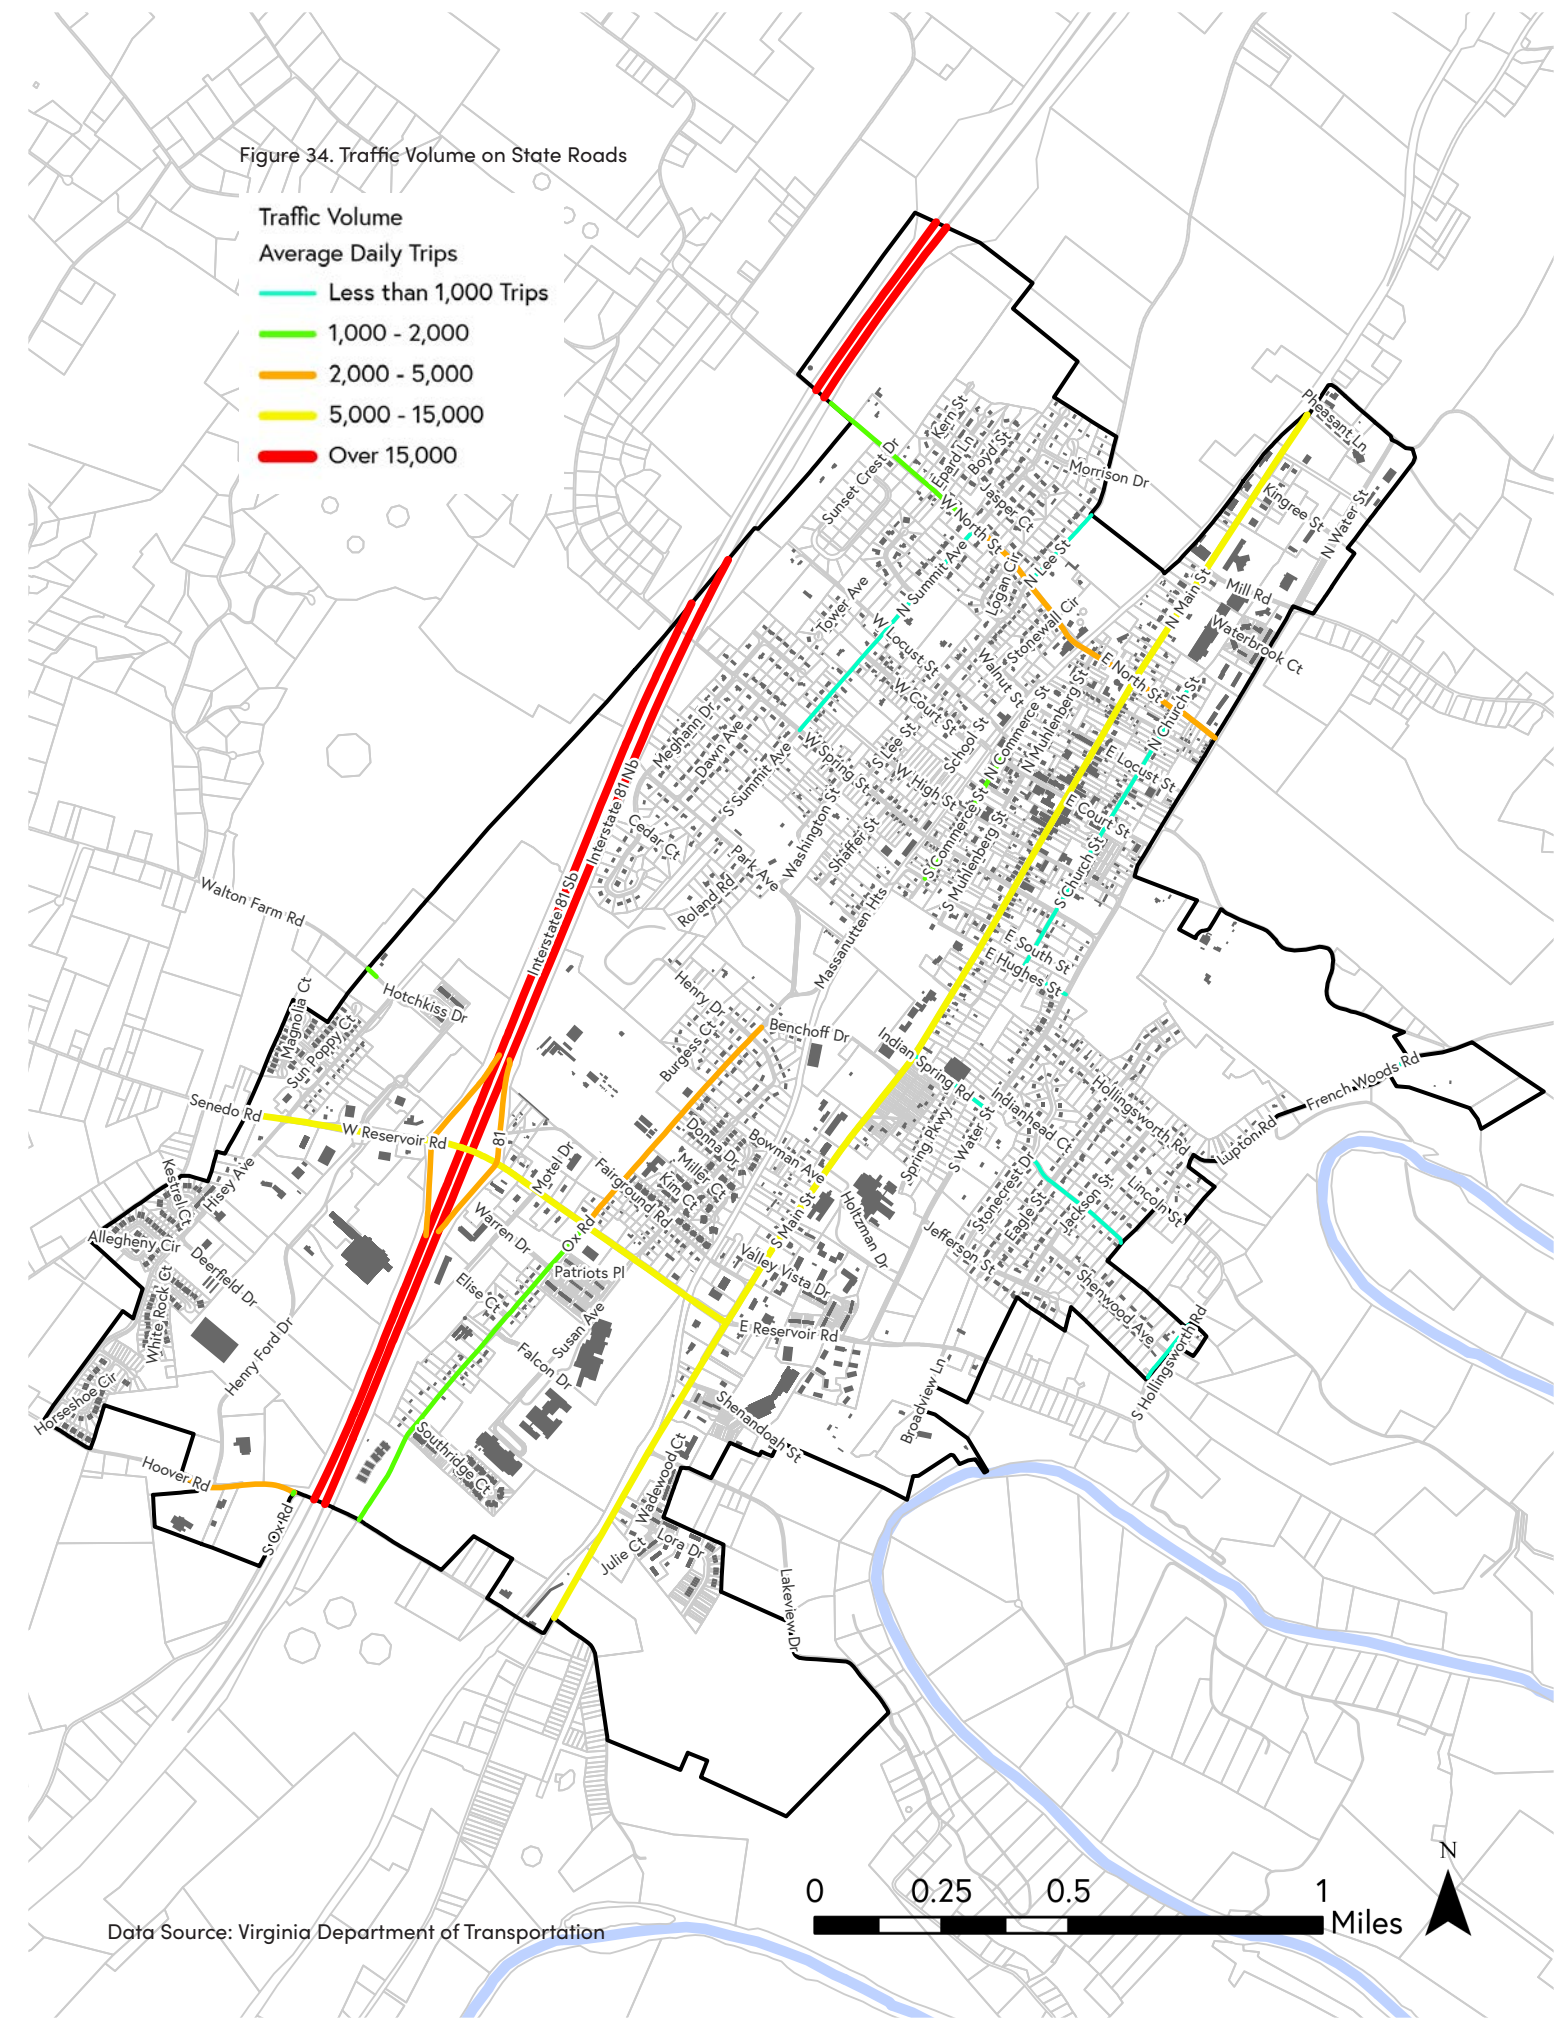 Figure 34. Traffic Volume on State Roads
Traffic Volume
Average Daily Trips
Less than 1,000 Trips
1,000 - 2,000
2,000 - 5,000
5,000 - 15,000
Over 15,000
Pheasant Ln
Kern St
Epard Ln
Boyd St
Morrison Dr
Sunset Crest Dr
Jasper Ct
Kingree St
N Water St
W North St
N Lee St
N Summit Ave
Logan Cir
Mill Rd
N Main St
Tower Ave
Stonewall Cir
Waterbrook Ct
W Locust St
Walnut St
E North St
W Court St
N Church St
N Muhlenberg St
N Commerce St
Meghann Dr
Dawn Ave
S Summit Ave
W Spring St
S Lee St
School St
W High St
E Locust St
Interstate 81 Nb
E Court St
Cedar Ct
Washington St
Shaffer St
S Commerce St
S Muhlenberg St
S Church St
Park Ave
Roland Rd
Interstate 81 Sb
Massanutten Hts
E South St
E Hughes St
Walton Farm Rd
Hotchkiss Dr
Magnolia Ct
Sun Poppy Ct
Henry Dr
Burgess Ct
Benchoff Dr
Indian Spring Rd
Hollingsworth Rd
French Woods Rd
Lupton Rd
Senedo Rd
W Reservoir Rd
81
Donna Dr
Bowman Ave
Spring Pkwy
S Water St
Indianhead Ct
Motel Dr
Fairground Rd
Miller Ct
Kim Ct
Kestrel Ct
Hisey Ave
Warren Dr
Ox Rd
S Main St
Holtzman Dr
Stonecrest D
Eagle St
Jackson St
Lincoln St
Jefferson St
Allegheny Cir
Deerfield Dr
White Rock Ct
Elise Ct
Patriots Pl
Valley Vista Dr
Shenwood Ave
Susan Ave
Falcon Dr
E Reservoir Rd
Henry Ford Dr
Horseshoe Cir
Shenandoah St
Broadview Ln
S Hollingsworth Rd
Southridge Ct
Wadewood Ct
Hoover Rd
S Ox Rd
Julie Ct
Lora Dr
Lakeview Dr
N
0 0.25 0.5 1
Miles
Data Source: Virginia Department of Transportation